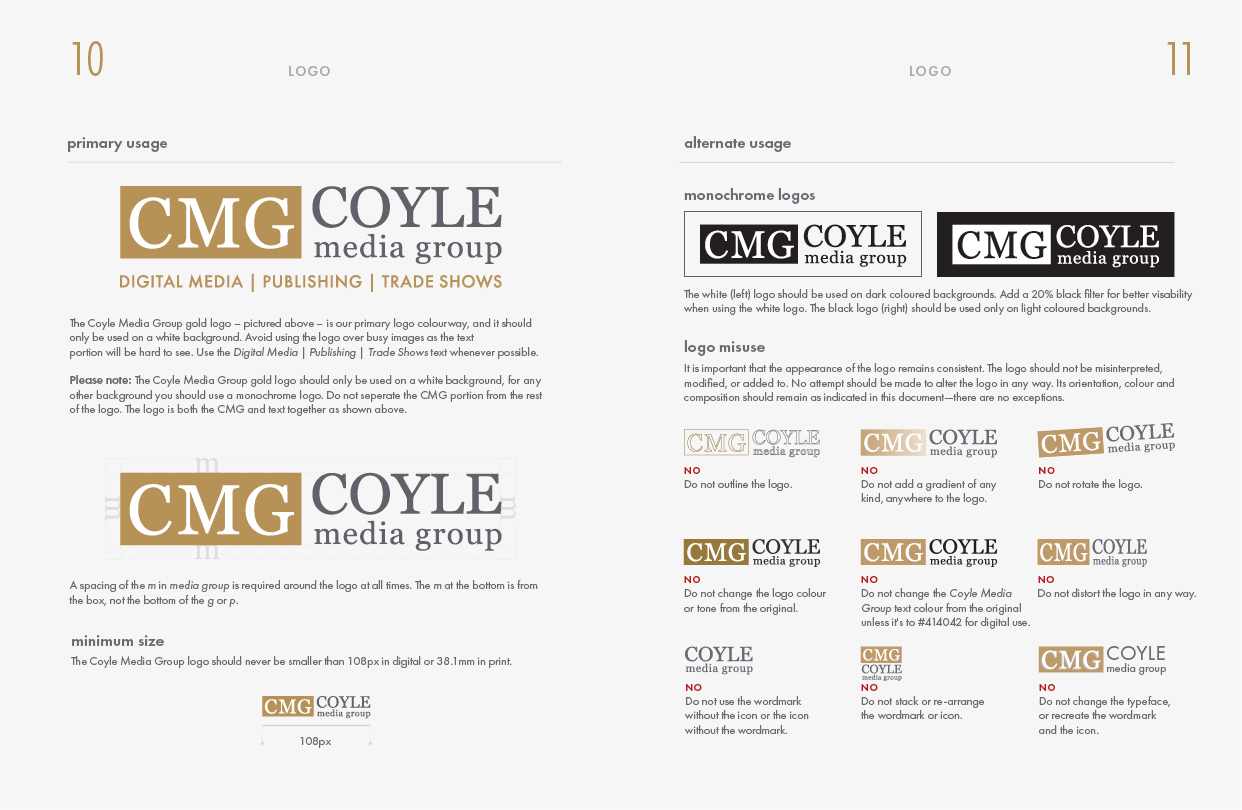 10
LOGO
primary usage
CMG COYLE
media group
DIGITAL MEDIA | PUBLISHING | TRADE SHOWS
The Coyle Media Group gold logo – pictured above – is our primary logo colourway, and it should
only be used on a white background. Avoid using the logo over busy images as the text
portion will be hard to see. Use the Digital Media | Publishing | Trade Shows text whenever possible.
Please note: The Coyle Media Group gold logo should only be used on a white background, for any
other background you should use a monochrome logo. Do not seperate the CMG portion from the rest
of the logo. The logo is both the CMG and text together as shown above.
m
m CMG COYLE m
media group
m
A spacing of the m in media group is required around the logo at all times. The m at the bottom is from
the box, not the bottom of the g or p.
minimum size
The Coyle Media Group logo should never be smaller than 108px in digital or 38.1mm in print.
CMG COYLE
media group
108px
LOGO
11
alternate usage
monochrome logos
CMG COYLE
media group
CMG COYLE
media group
The white (left) logo should be used on dark coloured backgrounds. Add a 20% black filter for better visability
when using the white logo. The black logo (right) should be used only on light coloured backgrounds.
logo misuse
It is important that the appearance of the logo remains consistent. The logo should not be misinterpreted,
modified, or added to. No attempt should be made to alter the logo in any way. Its orientation, colour and
composition should remain as indicated in this document—there are no exceptions.
CMG COYLE
media group
NO
Do not outline the logo.
CMG COYLE
media group
NO
Do not add a gradient of any
kind, anywhere to the logo.
CMG COYLE
media group
NO
Do not rotate the logo.
CMG COYLE
media group
NO
Do not change the logo colour
or tone from the original.
CMG COYLE
media group
NO
Do not change the Coyle Media
Group text colour from the original
unless it's to #414042 for digital use.
CMG COYLE
media group
NO
Do not distort the logo in any way.
COYLE
media group
NO
Do not use the wordmark
without the icon or the icon
without the wordmark.
CMG
COYLE
media group
NO
Do not stack or re-arrange
the wordmark or icon.
CMG COYLE
media group
NO
Do not change the typeface,
or recreate the wordmark
and the icon.